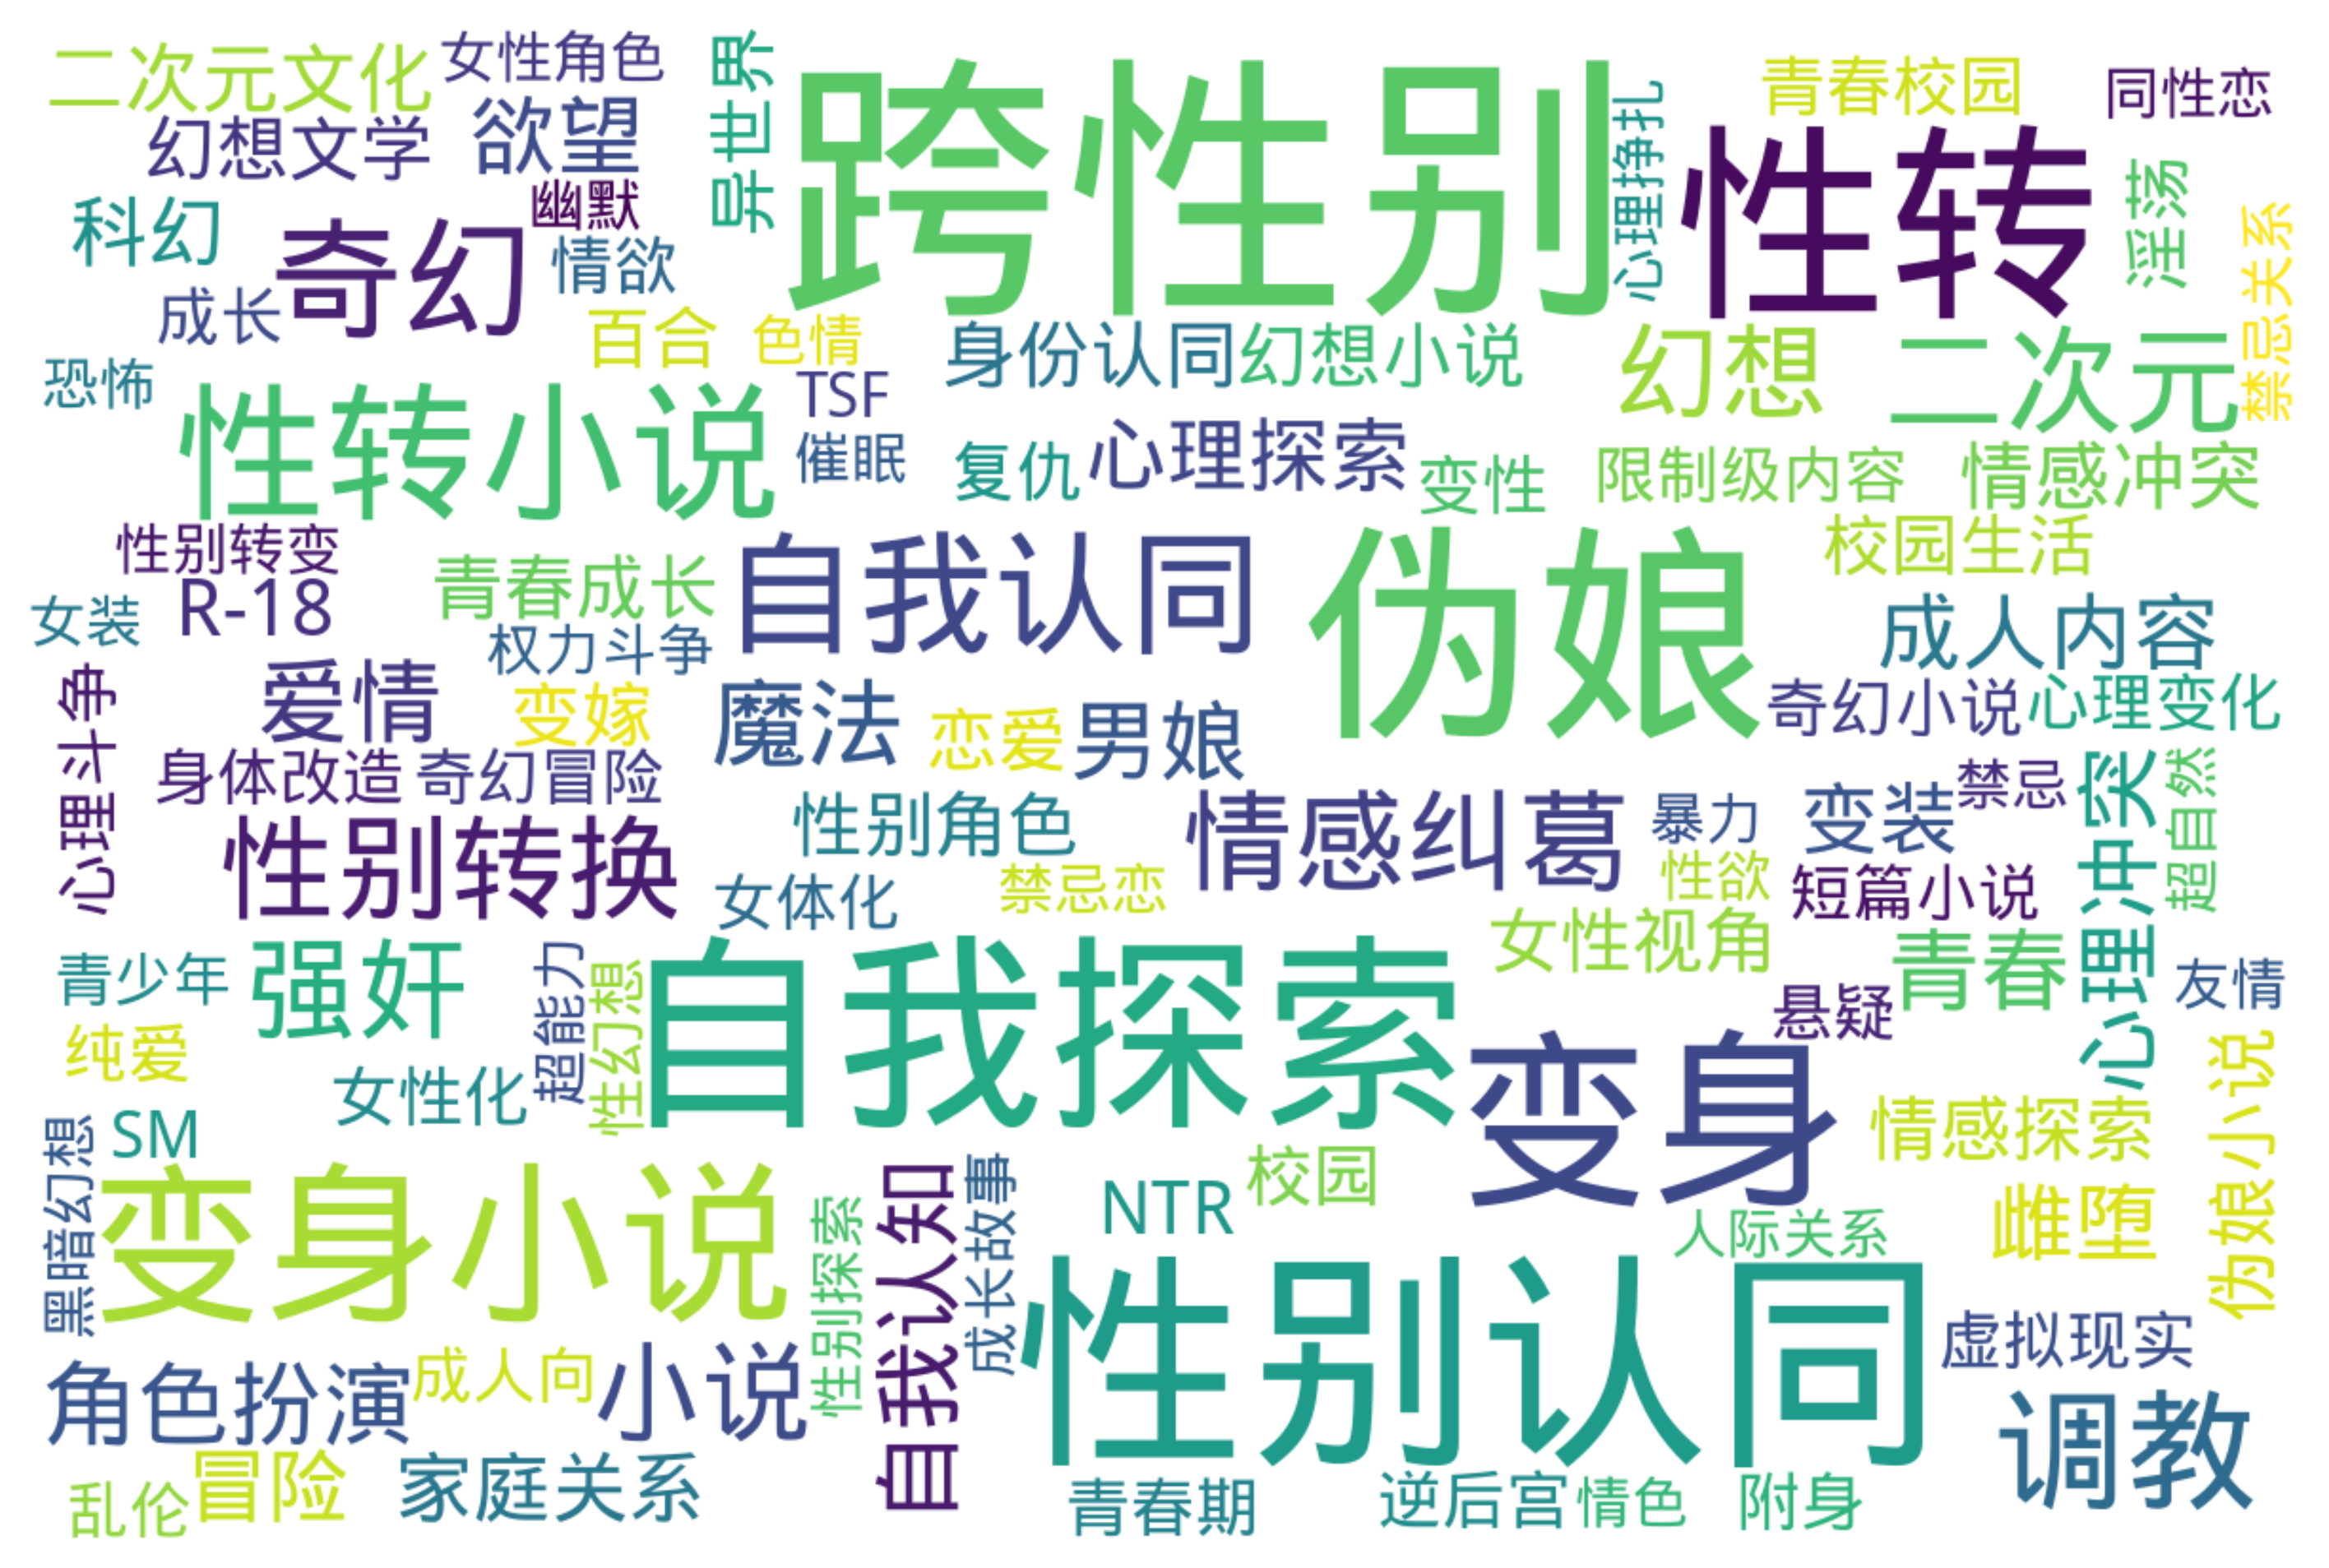 二次元文化
女性角色
异世界
跨性别
心理挣扎
青春校园
同性恋
幻想文学
欲望
性转
淫荡
禁忌关系
科幻
奇幻
幽默
情欲
成长
百合
色情
身份认同
幻想小说
幻想
二次元
恐怖
性转小说
TSF
催眠
复仇
心理探索
变性
限制级内容
情感冲突
性别转变
青春成长
自我认同
伪娘
校园生活
女装
R-18
权力斗争
成人内容
心理斗争
爱情
变嫁
魔法
恋爱
男娘
奇幻小说
心理变化
身体改造
奇幻冒险
性别角色
情感纠葛
暴力
变装
禁忌
心理冲突
超自然
性别转换
女体化
禁忌恋
性欲
短篇小说
女性视角
青少年
强奸
超能力
性幻想
自我探索
青春
友情
悬疑
纯爱
女性化
变身
黑暗幻想
SM
情感探索
伪娘小说
变身小说
性别探索
自我认知
成长故事
NTR
校园
人际关系
雌堕
性别认同
虚拟现实
角色扮演
成人向
小说
调教
乱伦
冒险
家庭关系
青春期
逆后宫
情色
附身